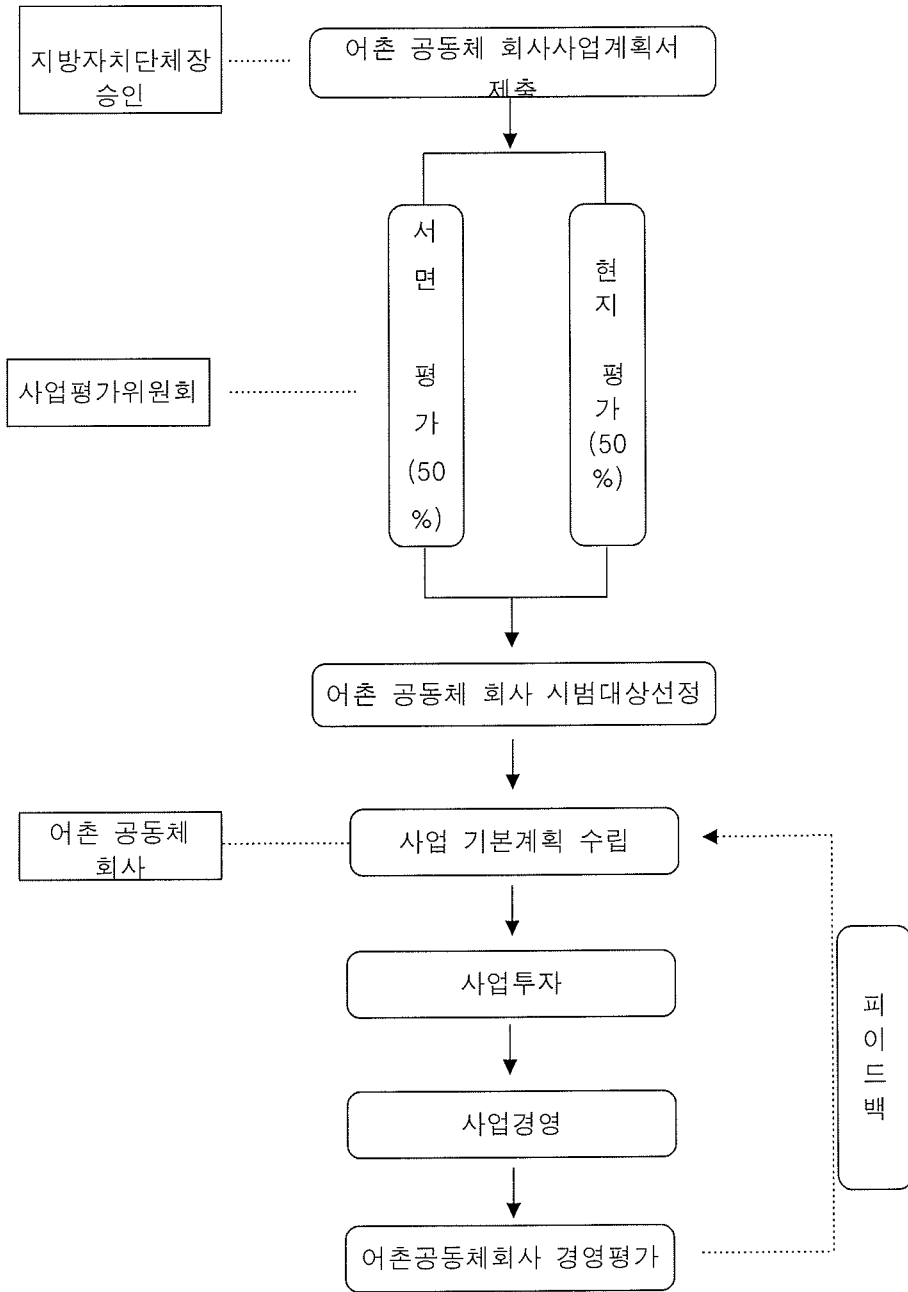 지방자치단체장
승인
어촌 공동체 회사사업계획서
제출
서
면
평
가
(50
%)
현
지
평
가
(50
%)
사업평가위원회
어촌 공동체 회사 시범대상선정
어촌 공동체
회사
사업 기본계획 수립
사업투자
사업경영
어촌공동체회사 경영평가
피
이
드
백